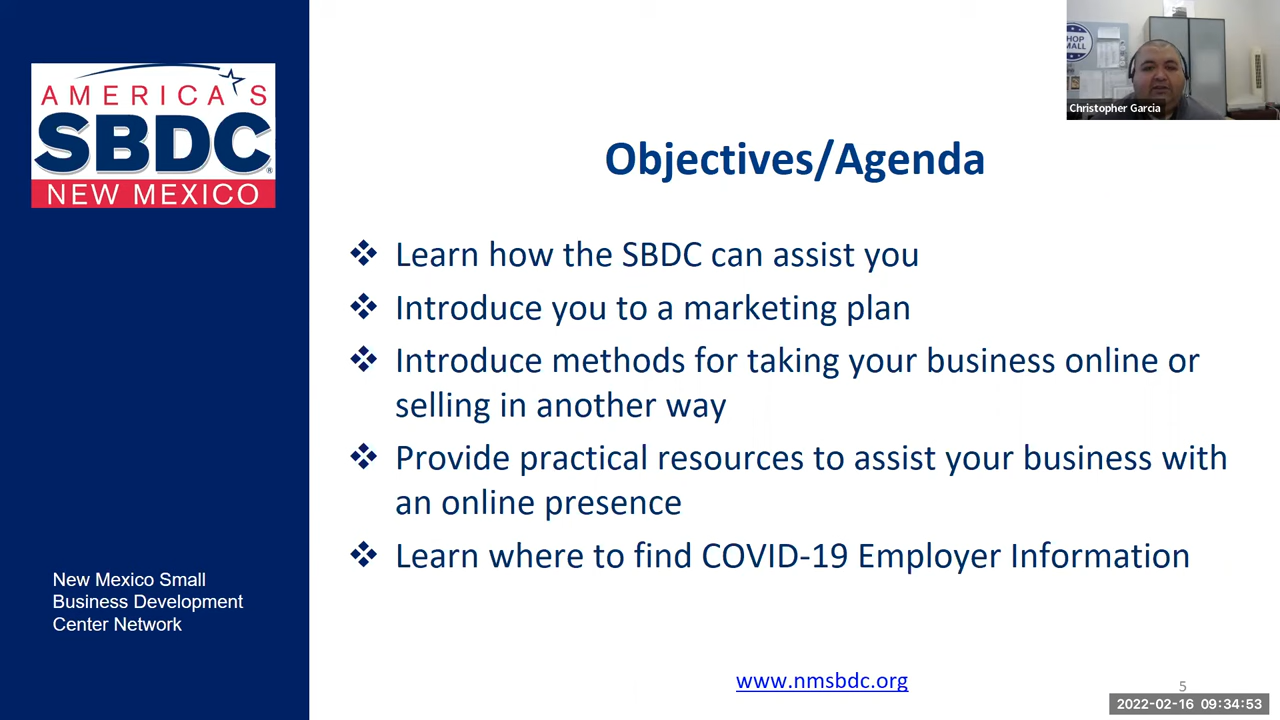 HOP
MALL
Christopher Garcia
AMERICA'S
SBDC®
NEW MEXICO
Objectives/Agenda
❖ Learn how the SBDC can assist you
❖ Introduce you to a marketing plan
❖ Introduce methods for taking your business online or
selling in another way
❖ Provide practical resources to assist your business with
an online presence
❖ Learn where to find COVID-19 Employer Information
New Mexico Small
Business Development
Center Network
www.nmsbdc.org
5
2022-02-16 09:34:53